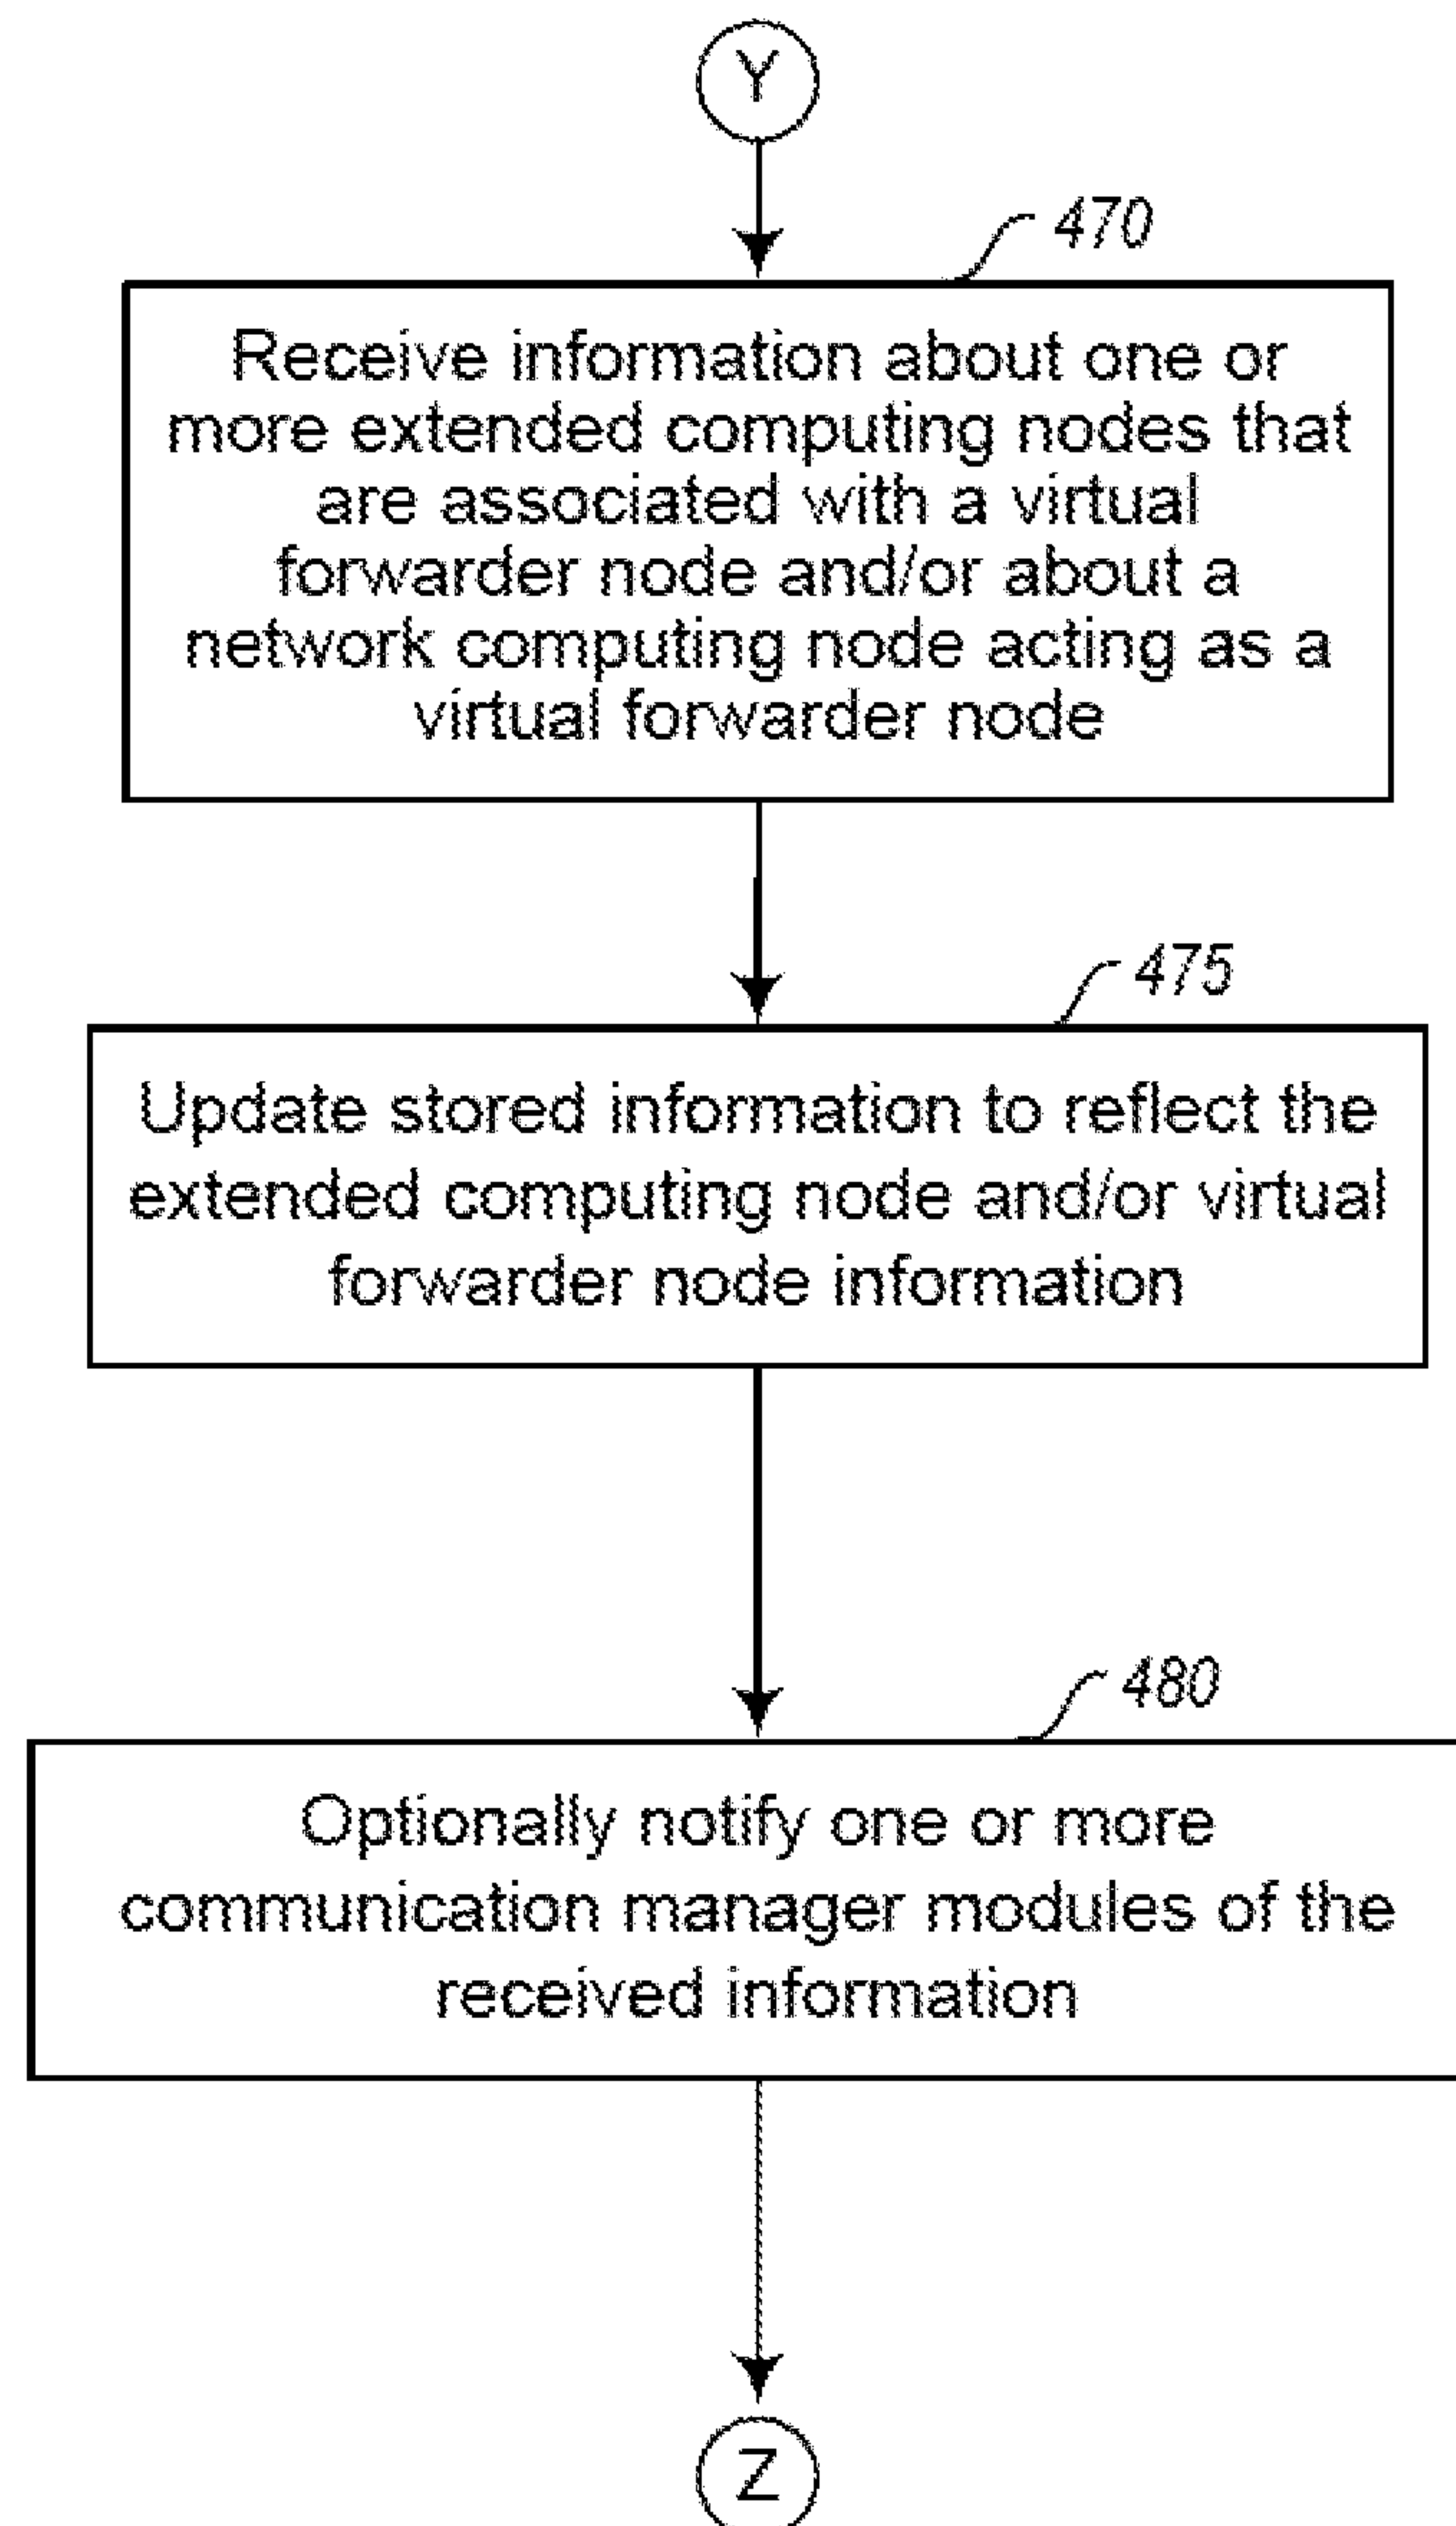 Y
470
Receive information about one or
more extended computing nodes that
are associated with a virtual
forwarder node and/or about a
network computing node acting as a
virtual forwarder node
475
Update stored information to reflect the
extended computing node and/or virtual
forwarder node information
480
Optionally notify one or more
communication manager modules of the
received information
Z